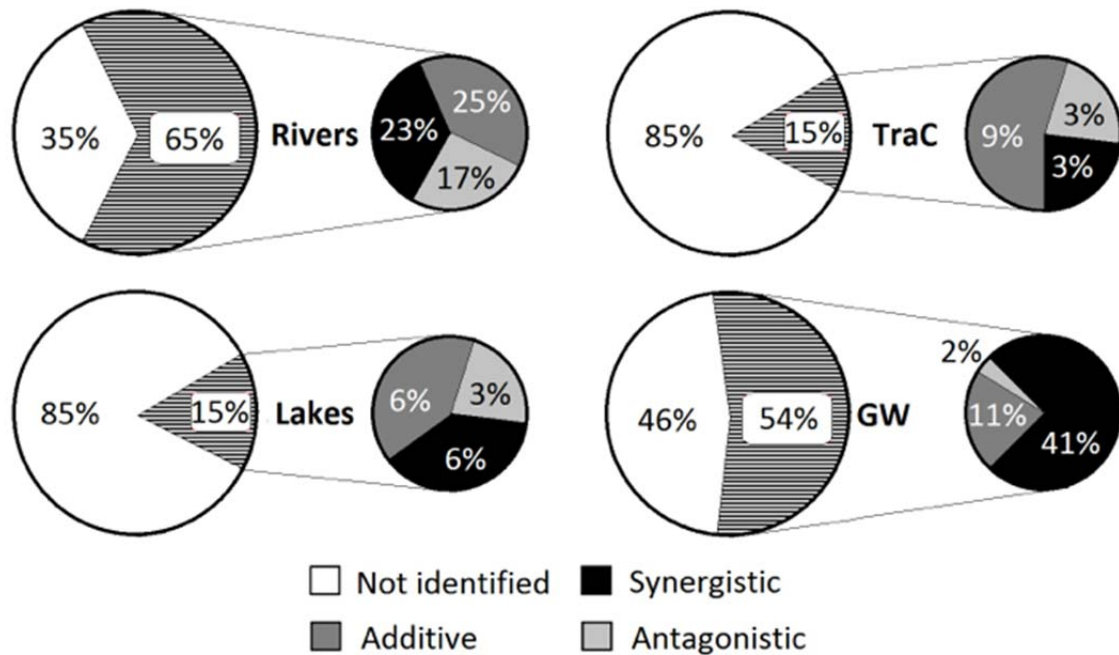 35%
65%
Rivers
23%
25%
17%
85%
15%
TraC
9%
3%
3%
85%
15%
Lakes
6%
3%
6%
46%
54%
GW
2%
11%
41%
Not identified
Synergistic
Additive
Antagonistic